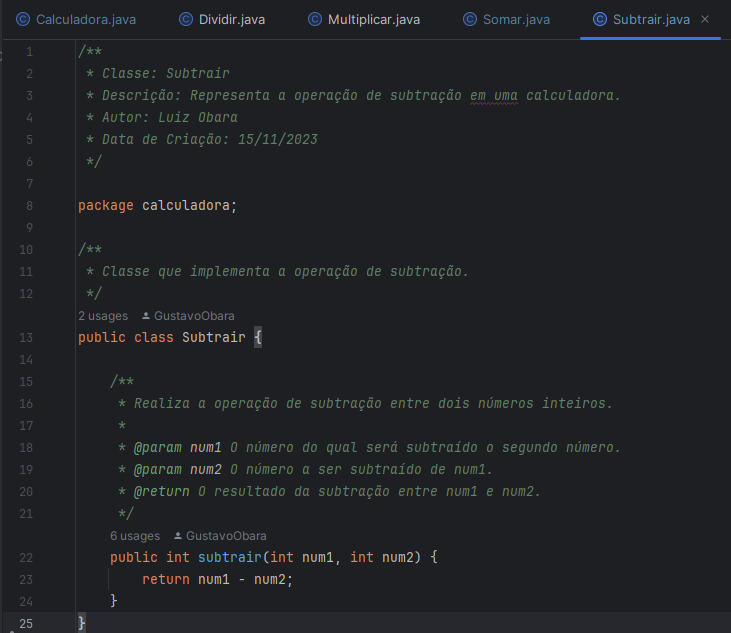 Calculadora.java Dividir.java Multiplicar.java Somar.java Subtrair.java
1 /**
2  * Classe: Subtrair
3  * Descrição: Representa a operação de subtração em uma calculadora.
4  * Autor: Luiz Obara
5  * Data de Criação: 15/11/2023
6  */
7
8 package calculadora;
9
10 /**
11  * Classe que implementa a operação de subtração.
12  */
2 usages GustavoObara
13 public class Subtrair {
14
15     /**
16      * Realiza a operação de subtração entre dois números inteiros.
17      *
18      * @param num1 O número do qual será subtraído o segundo número.
19      * @param num2 O número a ser subtraído de num1.
20      * @return O resultado da subtração entre num1 e num2.
21      */
6 usages GustavoObara
22     public int subtrair(int num1, int num2) {
23         return num1 - num2;
24     }
25 }